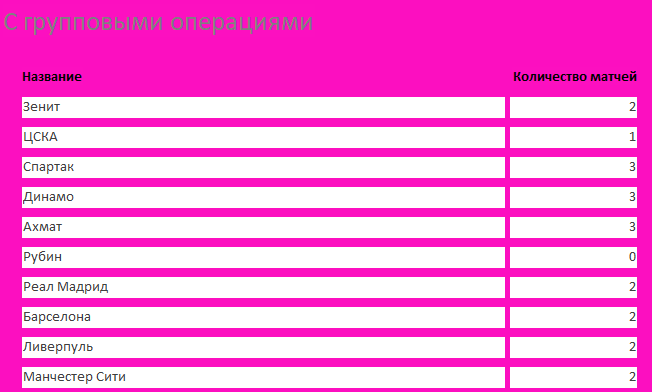 С групповыми операциями
Название Количество матчей
Зенит 2
ЦСКА 1
Спартак 3
Динамо 3
Ахмат 3
Рубин 0
Реал Мадрид 2
Барселона 2
Ливерпуль 2
Манчестер Сити 2